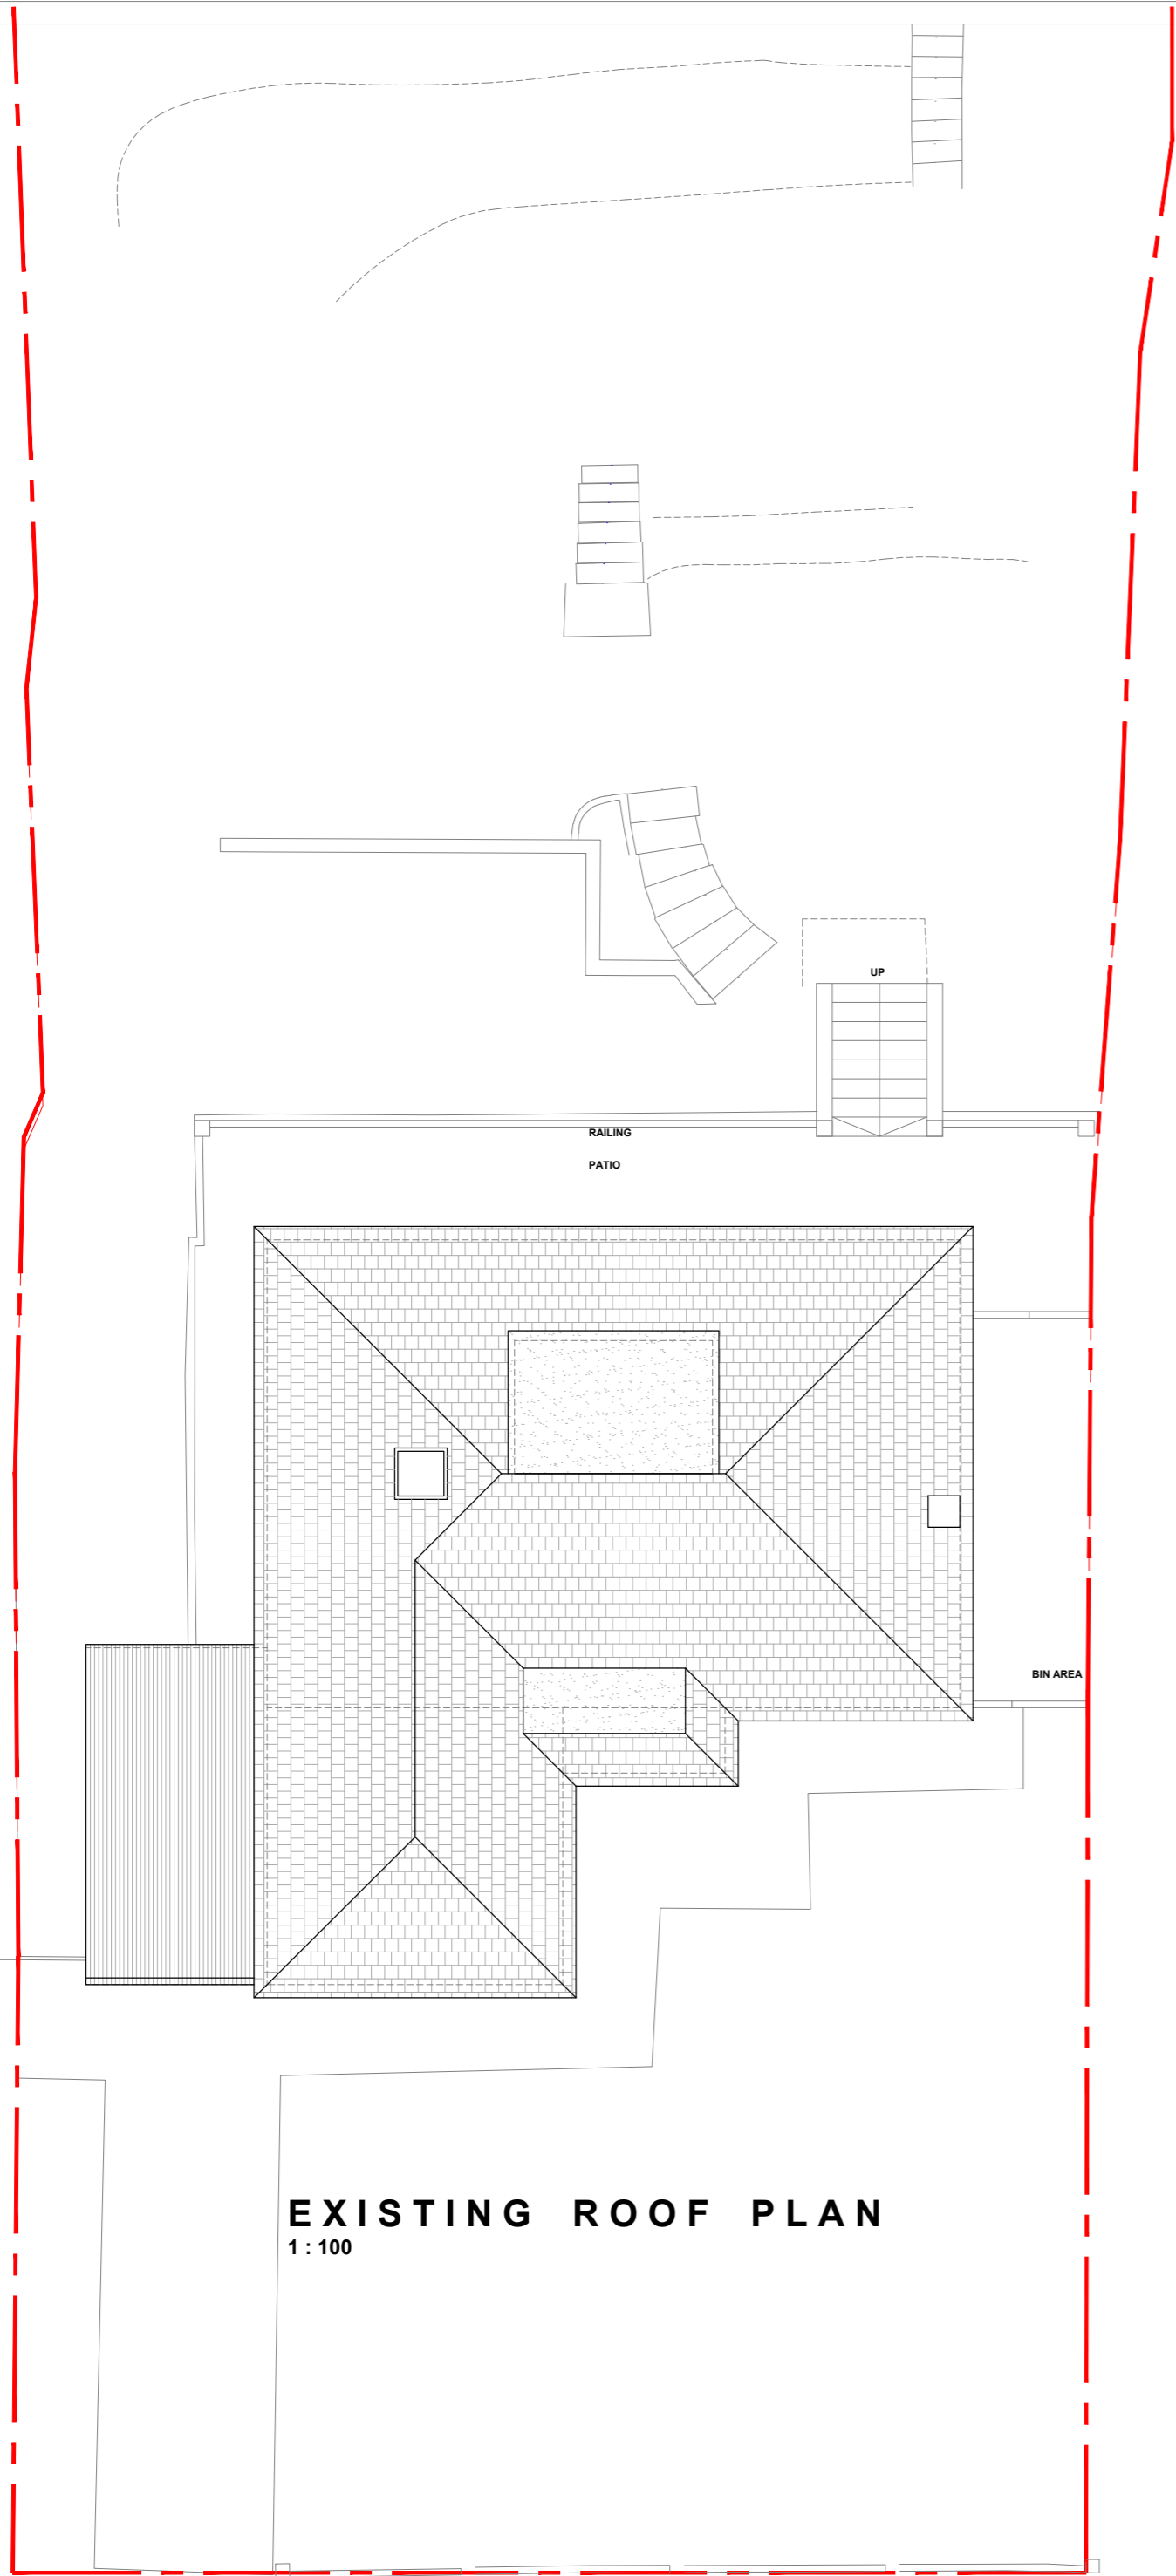 UP
RAILING
PATIO
BIN AREA
EXISTING ROOF PLAN
1 : 100